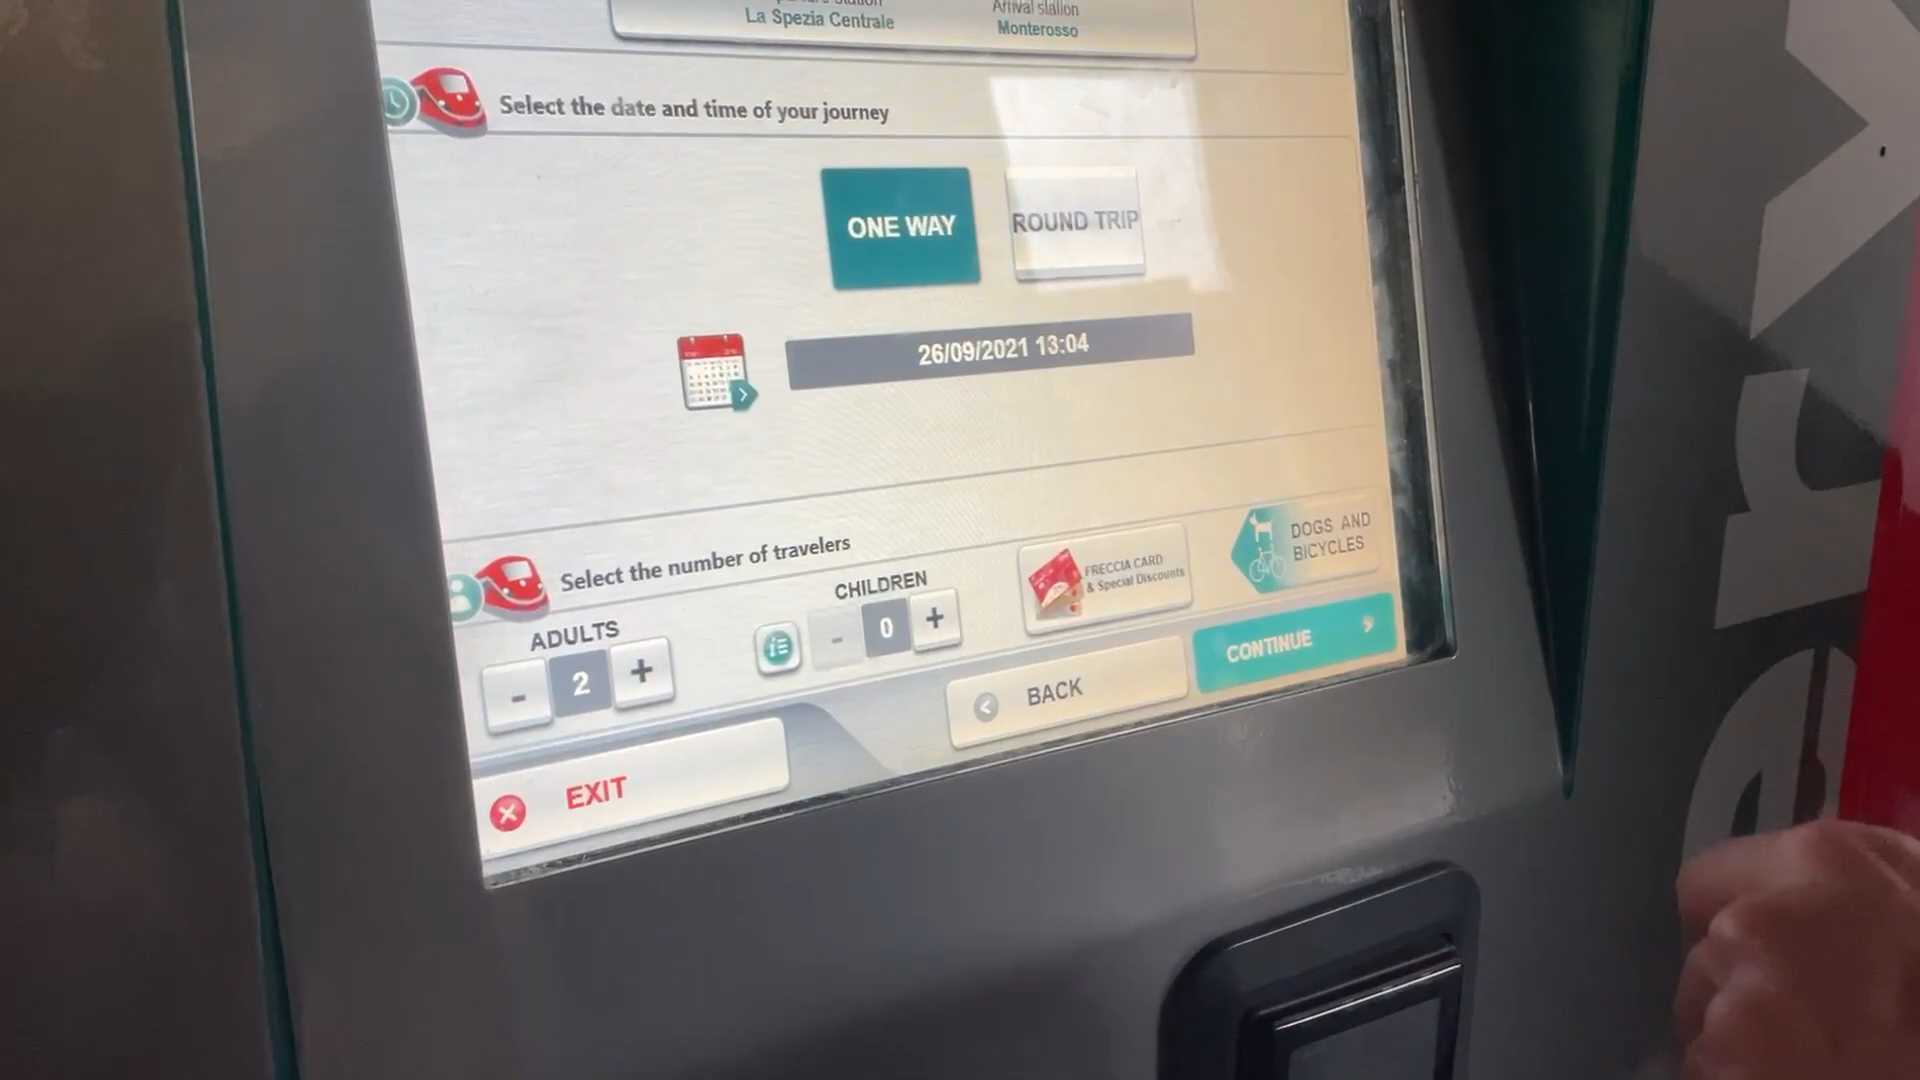 station
Arrival station
La Spezia Centrale
Monterosso
Select the date and time of your journey
ONE WAY
ROUND TRIP
26/09/2021 13:04
Select the number of travelers
ADULTS
- 2 +
CHILDREN
- 0 +
FRECCIA CARD
& Special Discounts
DOGS AND
BICYCLES
BACK
CONTINUE
EXIT